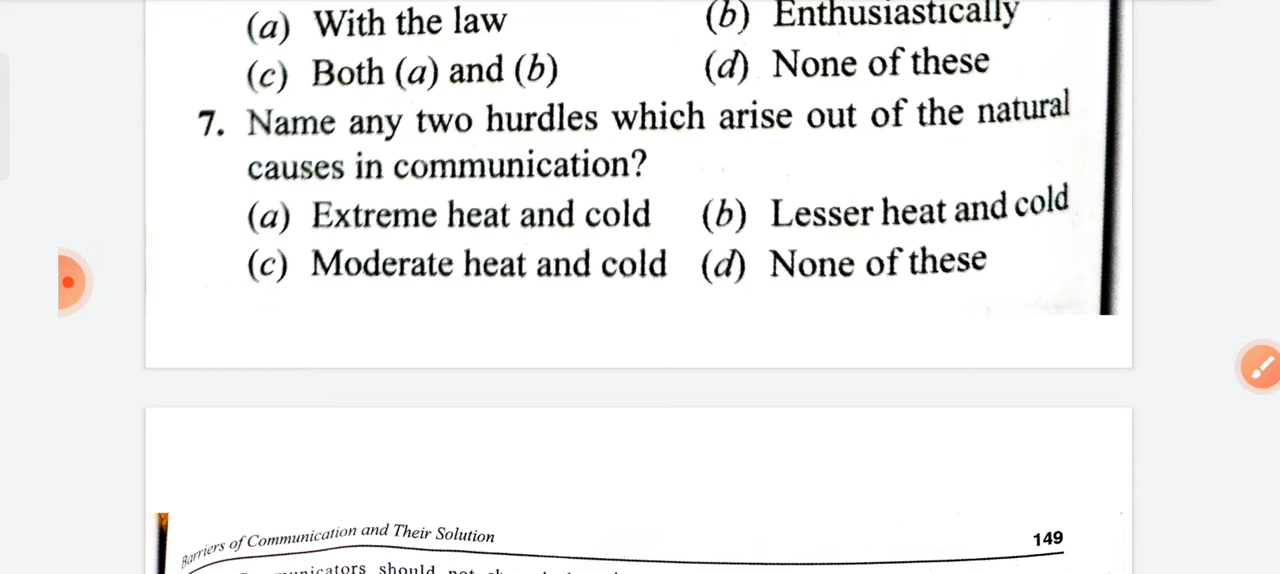 (a) With the law (b) Enthusiastically
(c) Both (a) and (b) (d) None of these
7. Name any two hurdles which arise out of the natural
causes in communication?
(a) Extreme heat and cold (b) Lesser heat and cold
(c) Moderate heat and cold (d) None of these
Barriers of Communication and Their Solution 149
should not